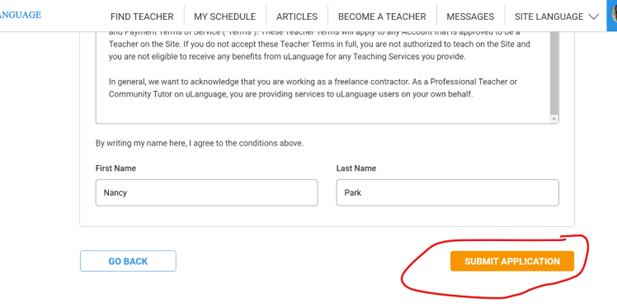 ANGUAGE FIND TEACHER MY SCHEDULE ARTICLES BECOME A TEACHER MESSAGES SITE LANGUAGE
and Payment Terms of Service ("Terms"). These Teacher Terms will apply to any Account that is approved to be a
Teacher on the Site. If you do not accept these Teacher Terms in full, you are not authorized to teach on the Site and
you are not eligible to receive any benefits from uLanguage for any Teaching Services you provide.
In general, we want to acknowledge that you are working as a freelance contractor. As a Professional Teacher or
Community Tutor on uLanguage, you are providing services to uLanguage users on your own behalf.
By writing my name here, I agree to the conditions above.
First Name Last Name
Nancy Park
GO BACK SUBMIT APPLICATION